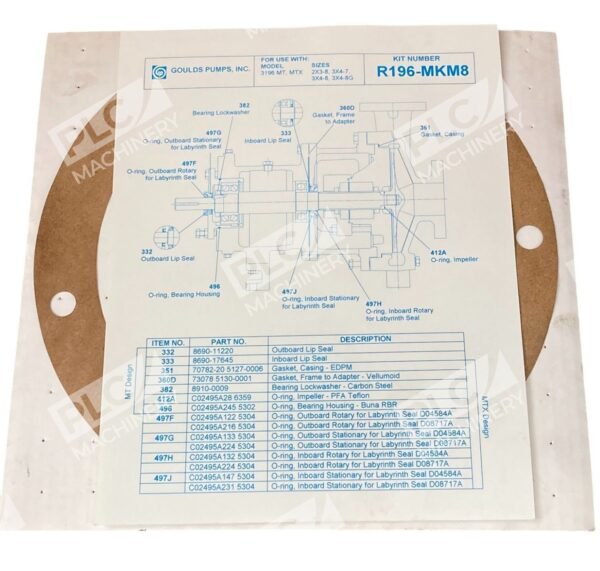 GOULDS PUMPS, INC.
FOR USE WITH:
MODEL SIZES
3196 MT, MTX 2X3-8, 3X4-7,
3X4-8, 3X4-8G
KIT NUMBER
R196-MKM8
382
Bearing Lockwasher
360D
Gasket, Frame
to Adapter
351
Gasket, Casing
497G
O-ring, Outboard Stationary
for Labyrinth Seal
333
Inboard Lip Seal
497F
O-ring, Outboard Rotary
for Labyrinth Seal
332
Outboard Lip Seal
412A
O-ring, Impeller
496
O-ring, Bearing Housing
497J
O-ring, Inboard Stationary
for Labyrinth Seal
497H
O-ring, Inboard Rotary
for Labyrinth Seal
ITEM NO. PART NO. DESCRIPTION
332 8690-11220 Outboard Lip Seal
333 8690-17645 Inboard Lip Seal
351 70782-20 5127-0006 Gasket, Casing - EDPM
360D 73078 5130-0001 Gasket, Frame to Adapter - Vellumoid
382 8910-0009 Bearing Lockwasher - Carbon Steel
412A C02495A28 6359 O-ring, Impeller - PFA Teflon
496 C02495A245 5302 O-ring, Bearing Housing - Buna RBR
497F C02495A122 5304 O-ring, Outboard Rotary for Labyrinth Seal D04584A
C02495A216 5304 O-ring, Outboard Rotary for Labyrinth Seal D08717A
497G C02495A133 5304 O-ring, Outboard Stationary for Labyrinth Seal D04584A
C02495A224 5304 O-ring, Outboard Stationary for Labyrinth Seal D08717A
497H C02495A132 5304 O-ring, Inboard Rotary for Labyrinth Seal D04584A
C02495A224 5304 O-ring, Inboard Rotary for Labyrinth Seal D08717A
497J C02495A147 5304 O-ring, Inboard Stationary for Labyrinth Seal D04584A
C02495A231 5304 O-ring, Inboard Stationary for Labyrinth Seal D08717A
MT Design
MTX Design
PLC MACHINERY
PLC MACHINERY
PLC MACHINERY
PLC MACHINERY
PLC MACHINERY